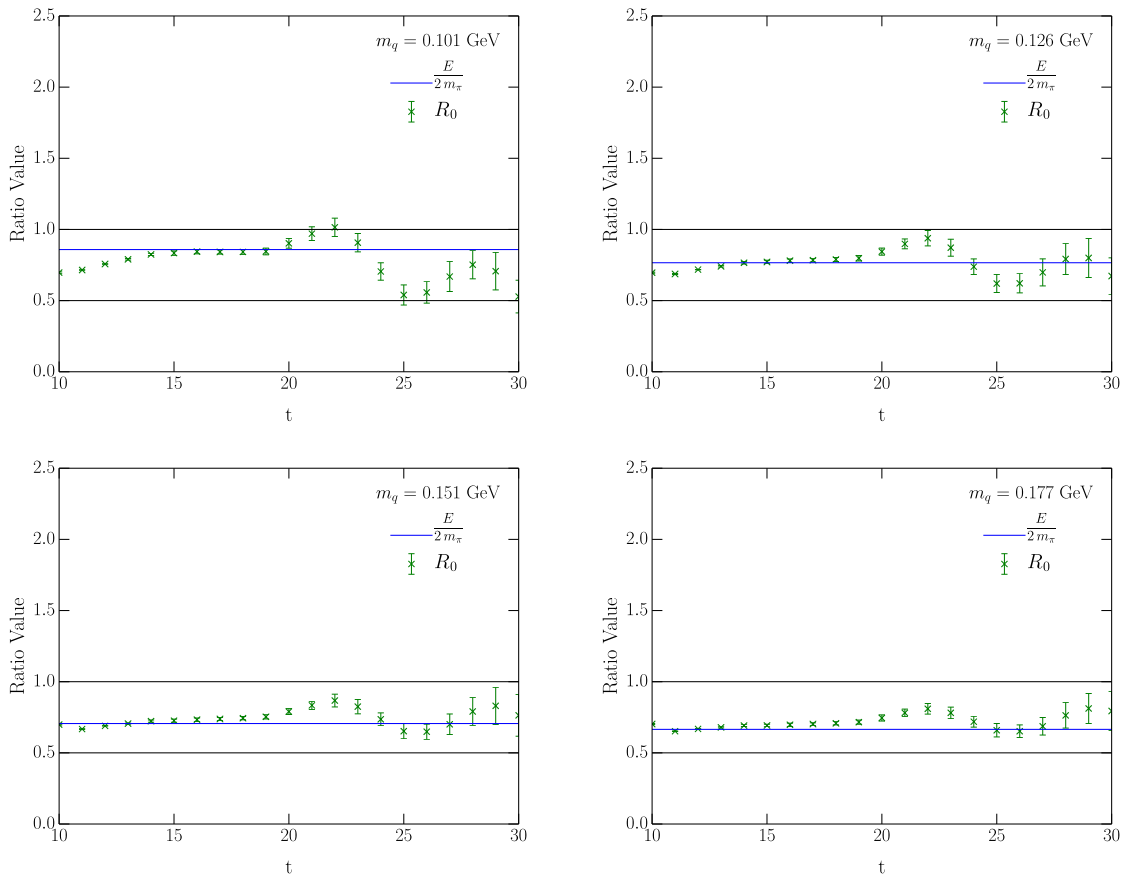 2.5
2.0
1.5
1.0
0.5
0.0
Ratio Value
m_q = 0.101 GeV
E
2 m_π
R_0
10 15 20 25 30
t
2.5
2.0
1.5
1.0
0.5
0.0
Ratio Value
m_q = 0.126 GeV
E
2 m_π
R_0
10 15 20 25 30
t
2.5
2.0
1.5
1.0
0.5
0.0
Ratio Value
m_q = 0.151 GeV
E
2 m_π
R_0
10 15 20 25 30
t
2.5
2.0
1.5
1.0
0.5
0.0
Ratio Value
m_q = 0.177 GeV
E
2 m_π
R_0
10 15 20 25 30
t